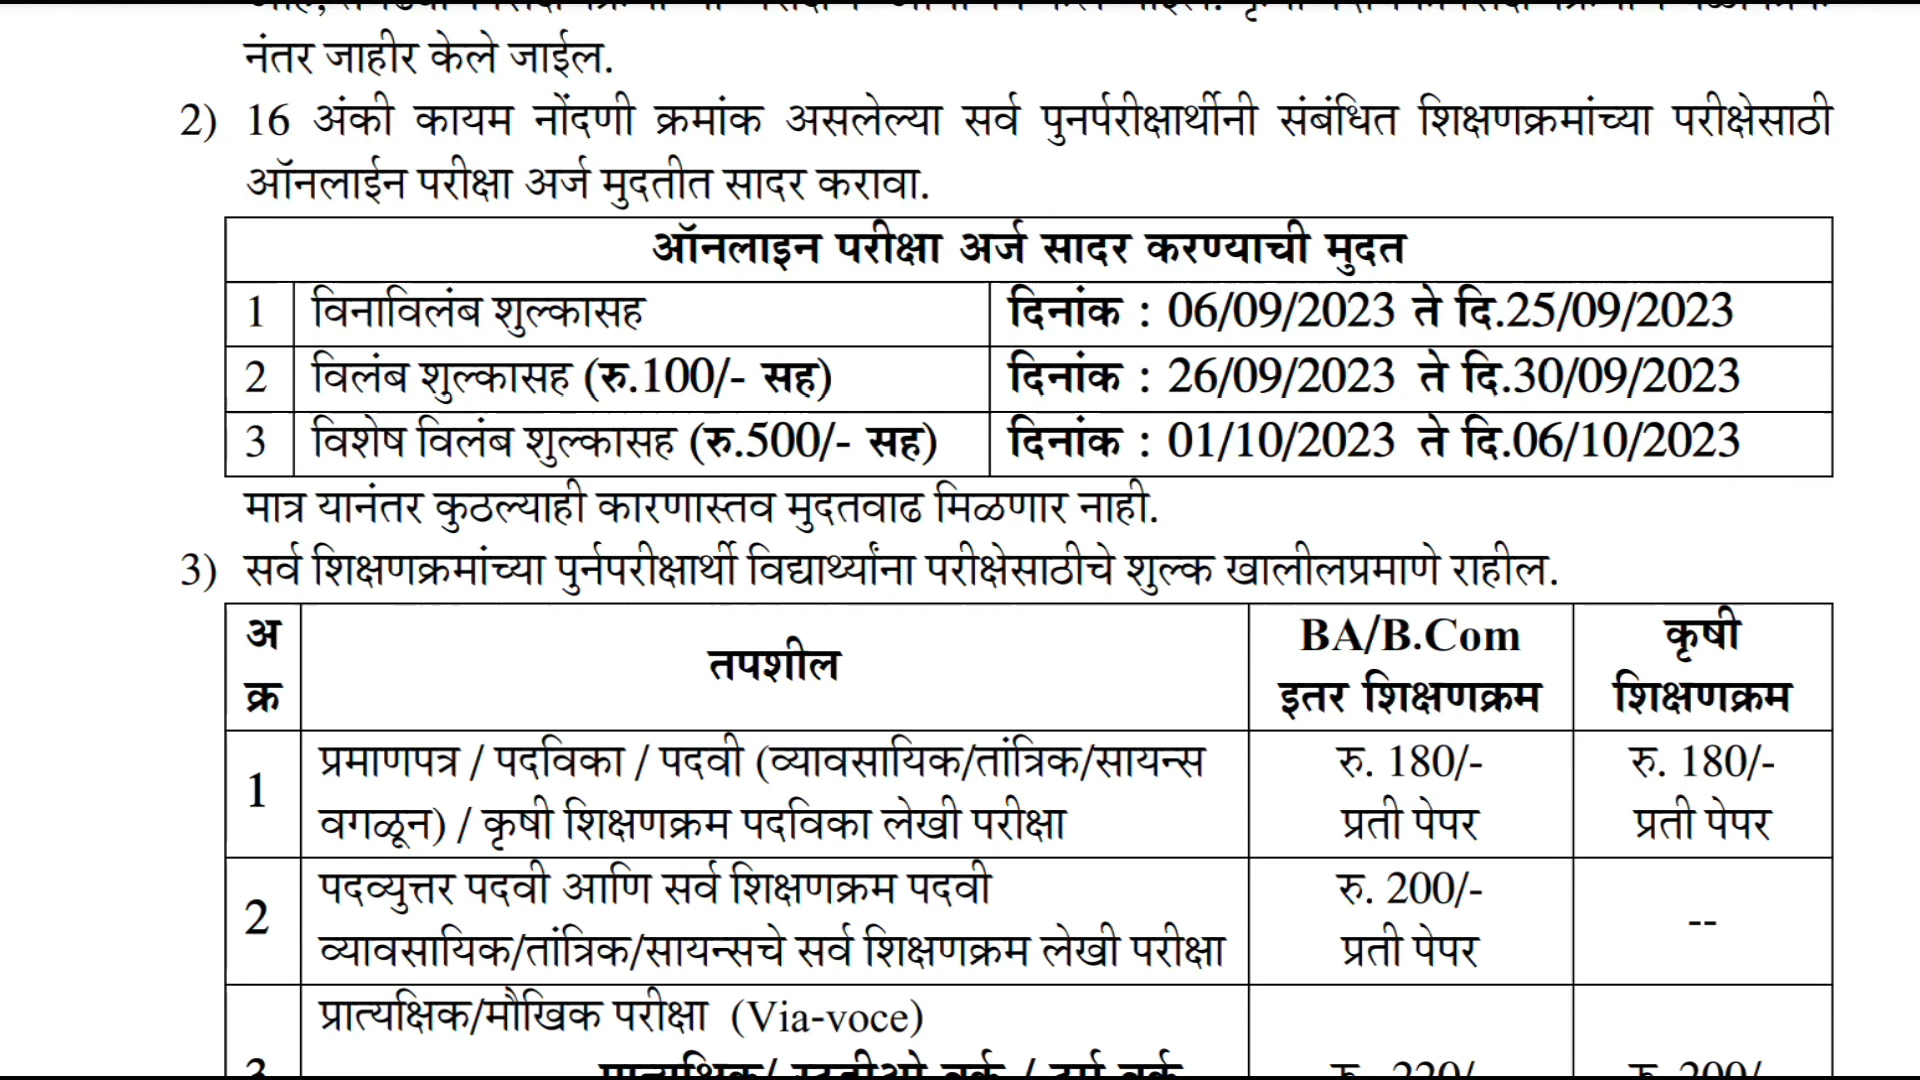 नंतर जाहीर केले जाईल.
2) 16 अंकी कायम नोंदणी क्रमांक असलेल्या सर्व पुनर्परीक्षार्थीनी संबंधित शिक्षणक्रमांच्या परीक्षेसाठी
ऑनलाईन परीक्षा अर्ज मुदतीत सादर करावा.
ऑनलाइन परीक्षा अर्ज सादर करण्याची मुदत
1 विनाविलंब शुल्कासह दिनांक : 06/09/2023 ते दि.25/09/2023
2 विलंब शुल्कासह (रु.100/- सह) दिनांक : 26/09/2023 ते दि.30/09/2023
3 विशेष विलंब शुल्कासह (रु.500/- सह) दिनांक : 01/10/2023 ते दि.06/10/2023
मात्र यानंतर कुठल्याही कारणास्तव मुदतवाढ मिळणार नाही.
3) सर्व शिक्षणक्रमांच्या पुर्नपरीक्षार्थी विद्यार्थ्यांना परीक्षेसाठीचे शुल्क खालीलप्रमाणे राहील.
अ क्र तपशील BA/B.Com इतर शिक्षणक्रम कृषी शिक्षणक्रम
1 प्रमाणपत्र / पदविका / पदवी (व्यावसायिक/तांत्रिक/सायन्स रु. 180/- रु. 180/-
वगळून) / कृषी शिक्षणक्रम पदविका लेखी परीक्षा प्रती पेपर प्रती पेपर
2 पदव्युत्तर पदवी आणि सर्व शिक्षणक्रम पदवी रु. 200/- --
व्यावसायिक/तांत्रिक/सायन्सचे सर्व शिक्षणक्रम लेखी परीक्षा प्रती पेपर
प्रात्यक्षिक/मौखिक परीक्षा (Via-voce)